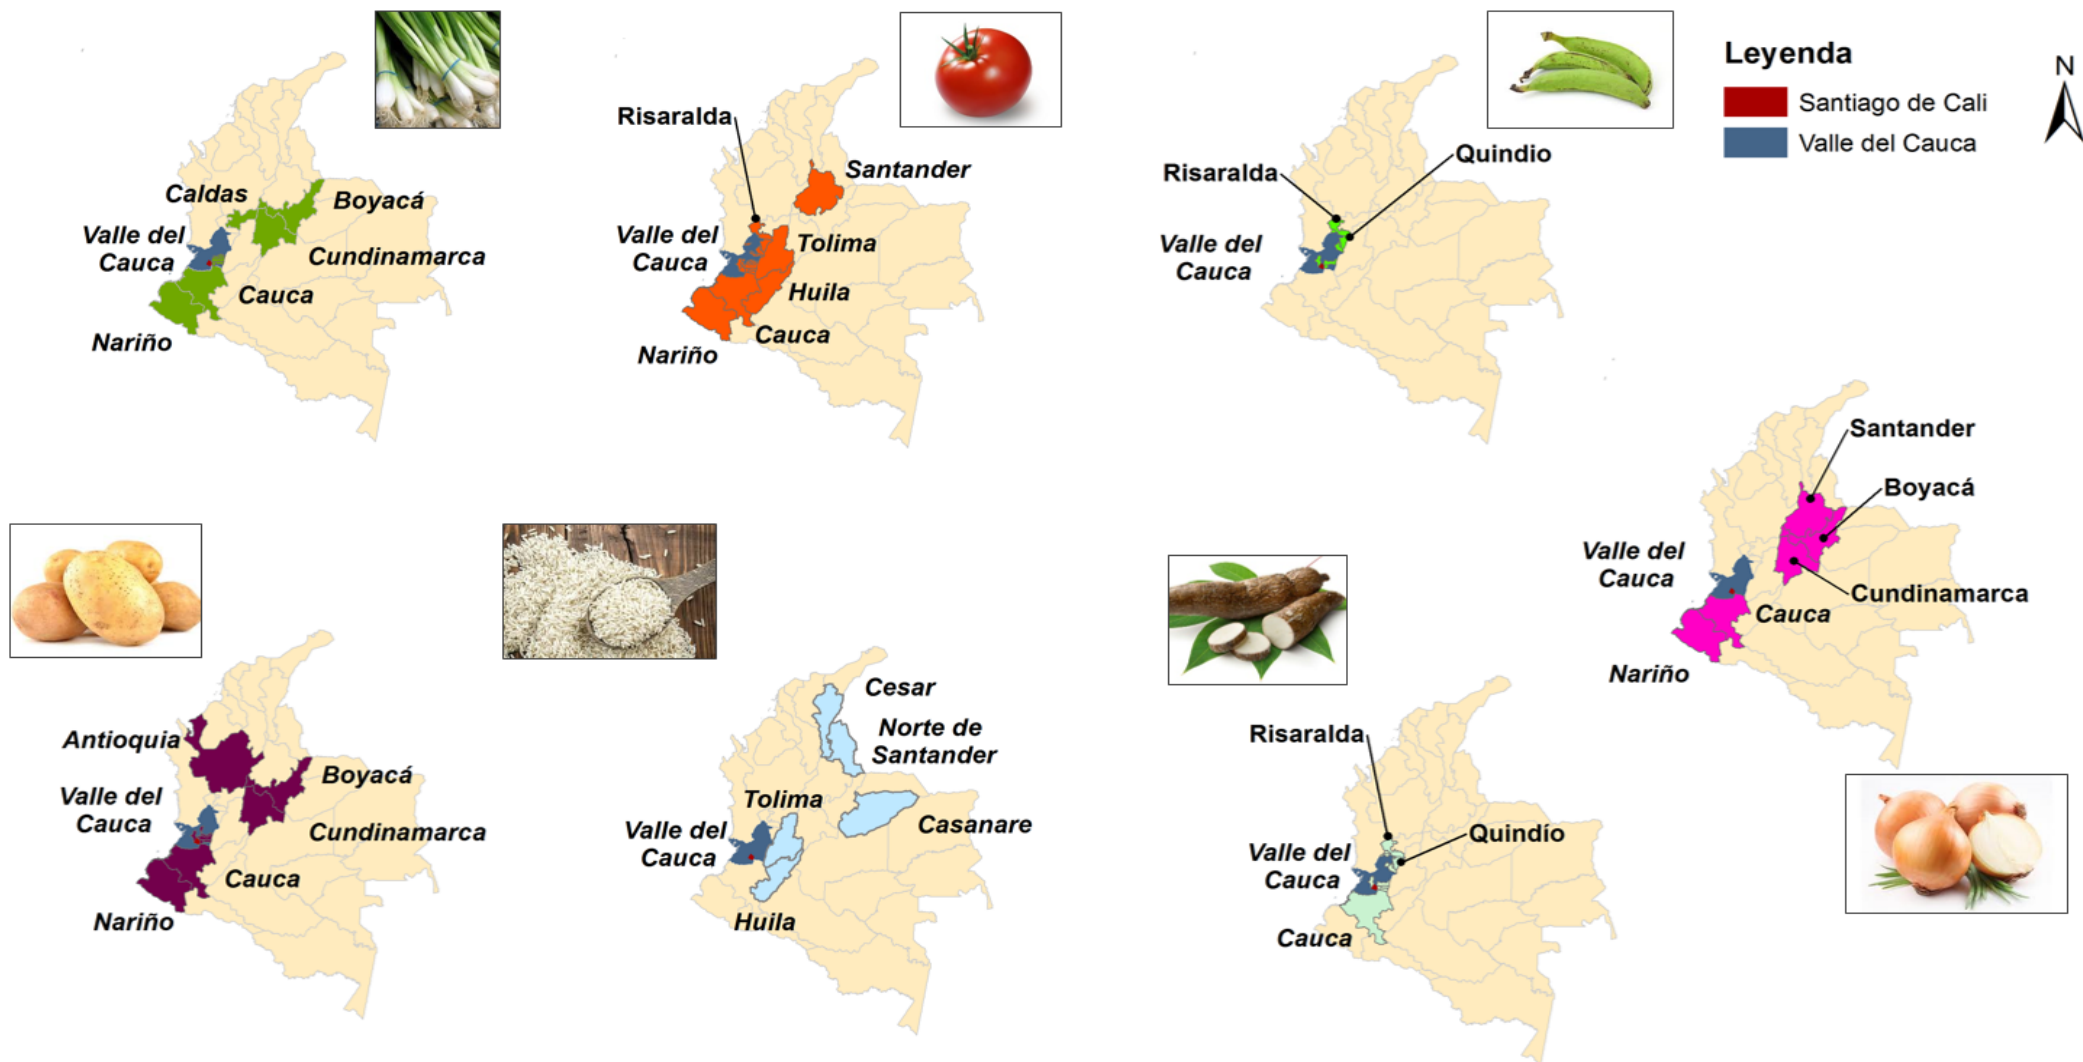 Caldas
Boyacá
Valle del
Cauca
Cundinamarca
Cauca
Nariño
Risaralda
Santander
Valle del
Cauca
Tolima
Huila
Cauca
Nariño
Risaralda
Quindio
Valle del
Cauca
Leyenda
Santiago de Cali
Valle del Cauca
N
Santander
Boyacá
Valle del
Cauca
Cundinamarca
Cauca
Nariño
Antioquia
Boyacá
Valle del
Cauca
Cundinamarca
Cauca
Nariño
Cesar
Norte de
Santander
Tolima
Casanare
Valle del
Cauca
Huila
Risaralda
Quindío
Valle del
Cauca
Cauca